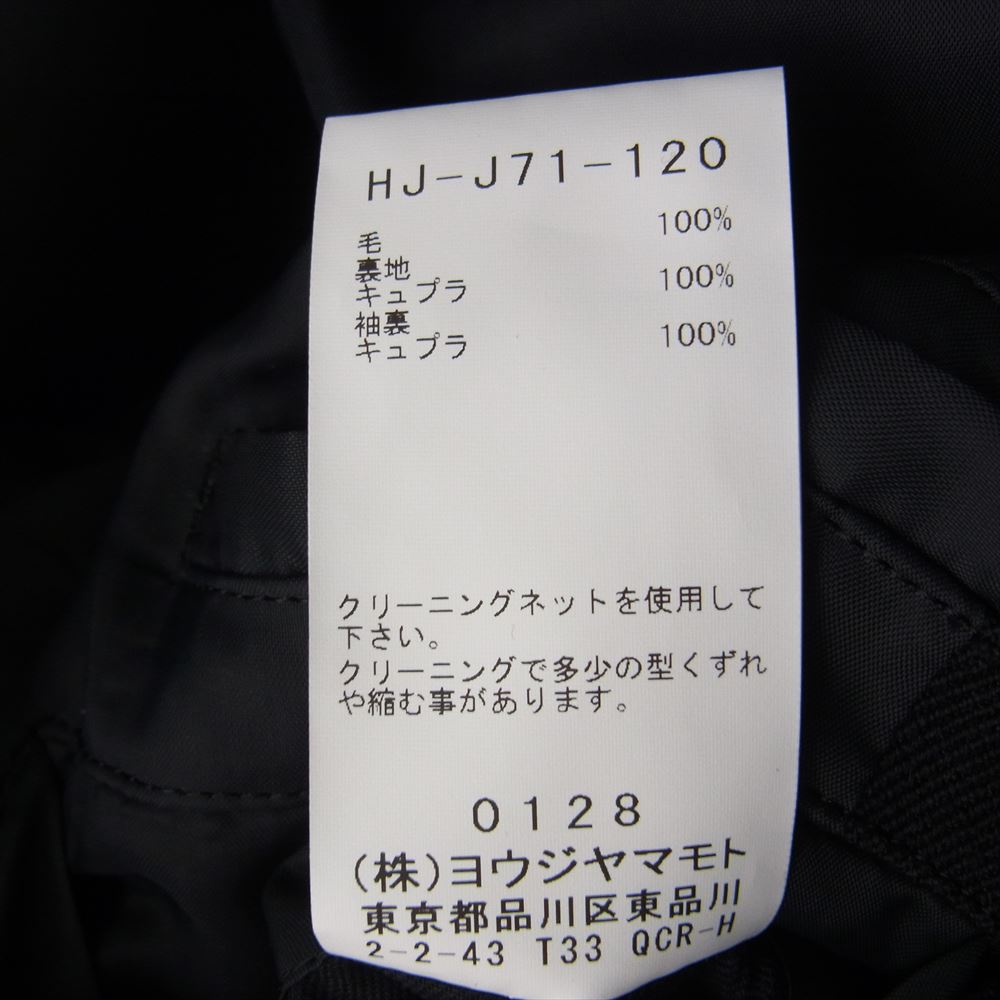 HJ-J71-120
毛 100%
裏地
キュプラ 100%
袖裏
キュプラ 100%
クリーニングネットを使用して
下さい。
クリーニングで多少の型くずれ
や縮む事があります。
0128
(株)ヨウジヤマモト
東京都品川区東品川
2-2-43 T33 QCR-H